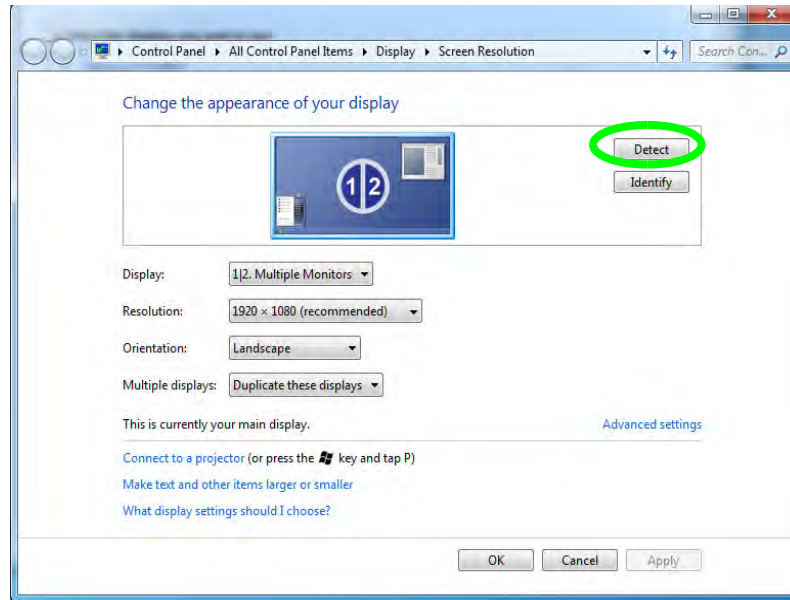 Control Panel ▸ All Control Panel Items ▸ Display ▸ Screen Resolution Search Con...
Change the appearance of your display
1 2
Detect
Identify
Display: 1|2. Multiple Monitors
Resolution: 1920 × 1080 (recommended)
Orientation: Landscape
Multiple displays: Duplicate these displays
This is currently your main display. Advanced settings
Connect to a projector (or press the key and tap P)
Make text and other items larger or smaller
What display settings should I choose?
OK Cancel Apply